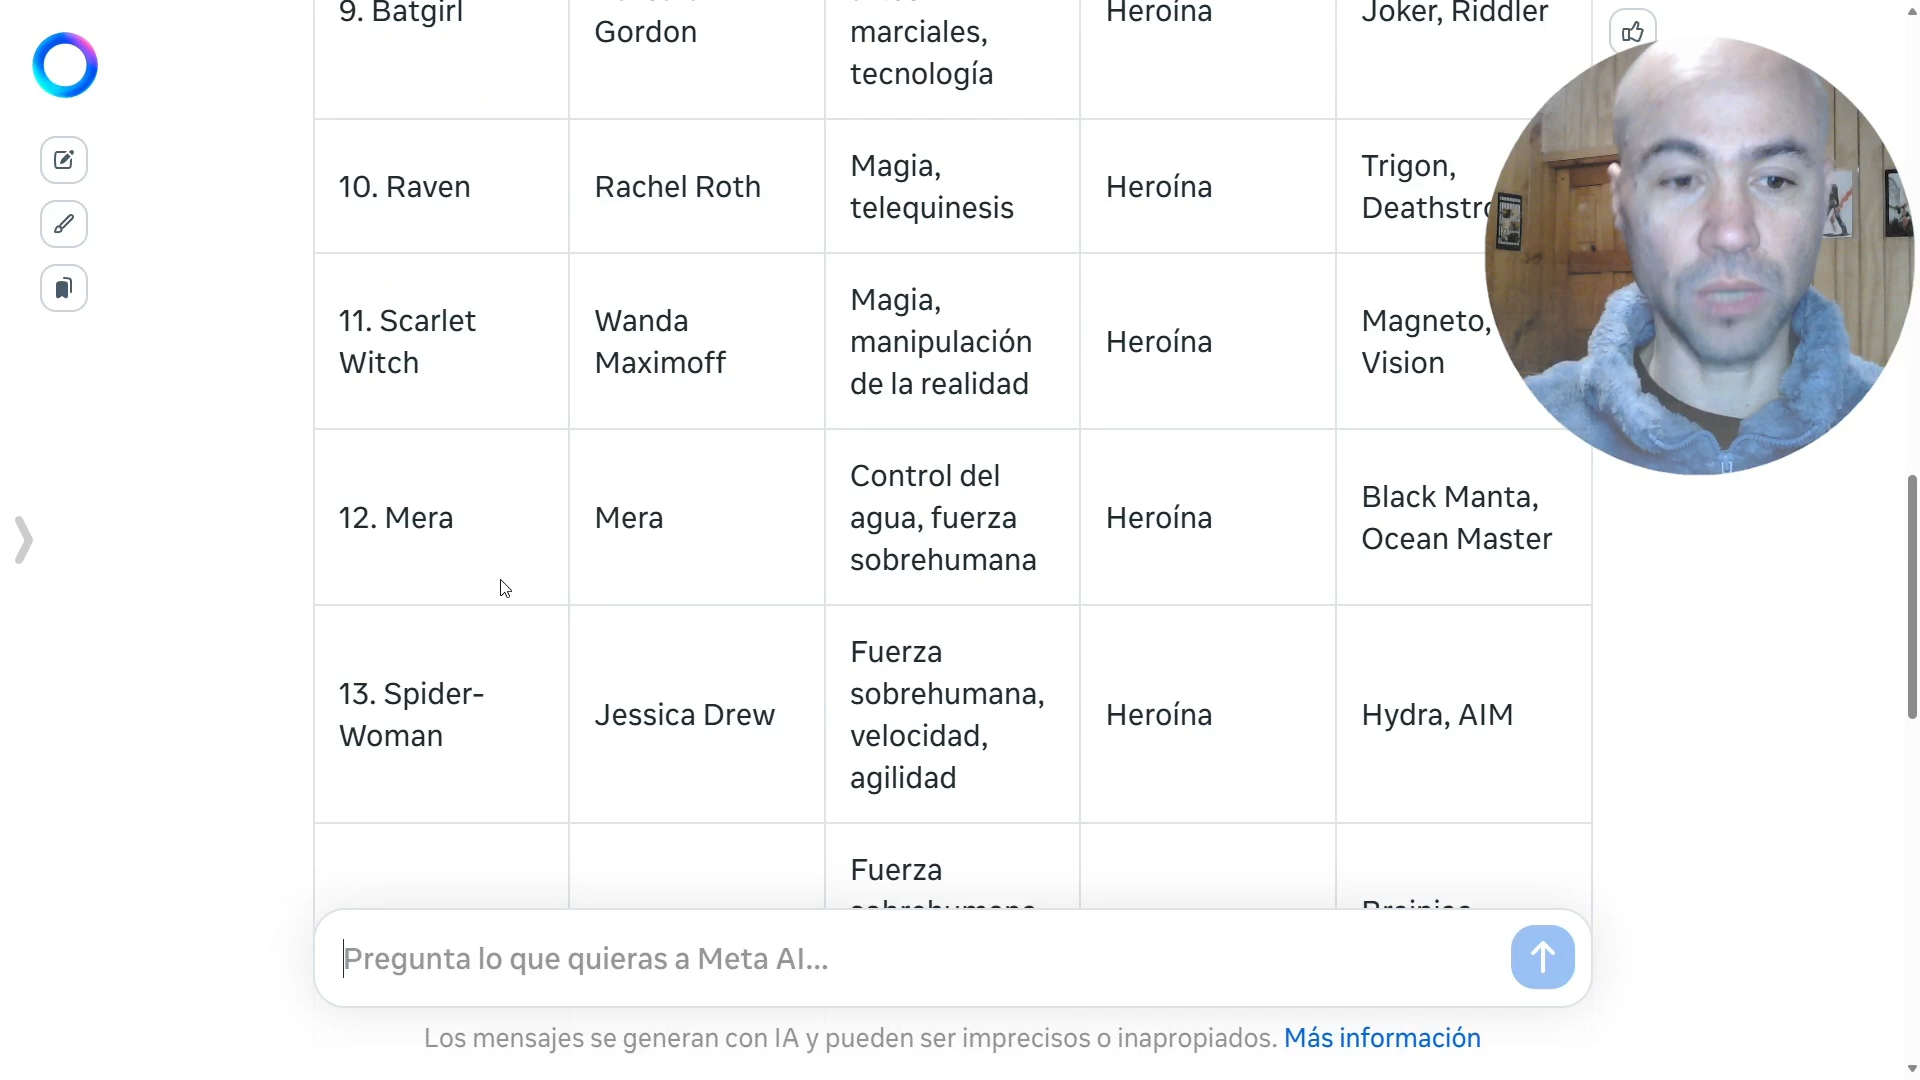 9. Batgirl
Gordon
marciales,
tecnología
Heroína
Joker, Riddler
10. Raven
Rachel Roth
Magia,
telequinesis
Heroína
Trigon,
11. Scarlet
Witch
Wanda
Maximoff
Magia,
manipulación
de la realidad
Heroína
Magneto,
Vision
12. Mera
Mera
Control del
agua, fuerza
sobrehumana
Heroína
Black Manta,
Ocean Master
13. Spider-
Woman
Jessica Drew
Fuerza
sobrehumana,
velocidad,
agilidad
Heroína
Hydra, AIM
Fuerza
Pregunta lo que quieras a Meta AI...
Los mensajes se generan con IA y pueden ser imprecisos o inapropiados. Más información